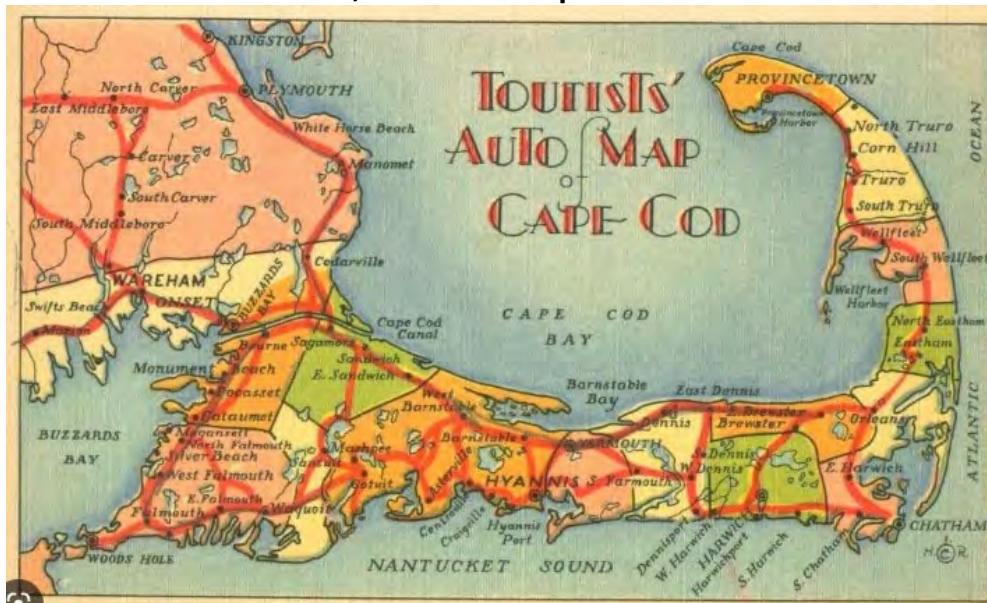 TOURISTS'
AUTO MAP
OF
CAPE COD
KINGSTON
North Carver
East Middleboro
PLYMOUTH
White Horse Beach
Manomet
Carver
South Carver
South Middleboro
Cedarville
WAREHAM
ONSET
BUZZARDS
BAY
Swifts Beach
Marion
Bourne
Sagamore
Cape Cod
Canal
Sandwich
E. Sandwich
Monument
Beach
Pocasset
Cataumet
Megansett
North Falmouth
Silver Beach
West Falmouth
E. Falmouth
Falmouth
WOODS HOLE
Waquoit
BUZZARDS
BAY
Mashpee
Santuit
Cotuit
West
Barnstable
Barnstable
Osterville
Centerville
Craigville
HYANNIS
Hyannis
Port
YARMOUTH
S. Yarmouth
Barnstable
Bay
CAPE COD
BAY
East Dennis
Dennis
S. Dennis
W. Dennis
Dennisport
W. Harwich
HARWICH
Harwichport
S. Harwich
S. Chatham
E. Brewster
Brewster
Orleans
E. Harwich
CHATHAM
Cape Cod
PROVINCETOWN
Provincetown
Harbor
North Truro
Corn Hill
Truro
South Truro
Wellfleet
South Wellfleet
Wellfleet
Harbor
North Eastham
Eastham
ATLANTIC
OCEAN
NANTUCKET SOUND
H. © R.